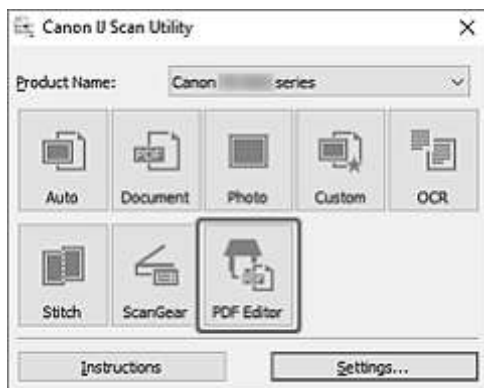 Canon IJ Scan Utility
Product Name: Canon series
Auto Document Photo Custom OCR
Stitch ScanGear PDF Editor
Instructions Settings...